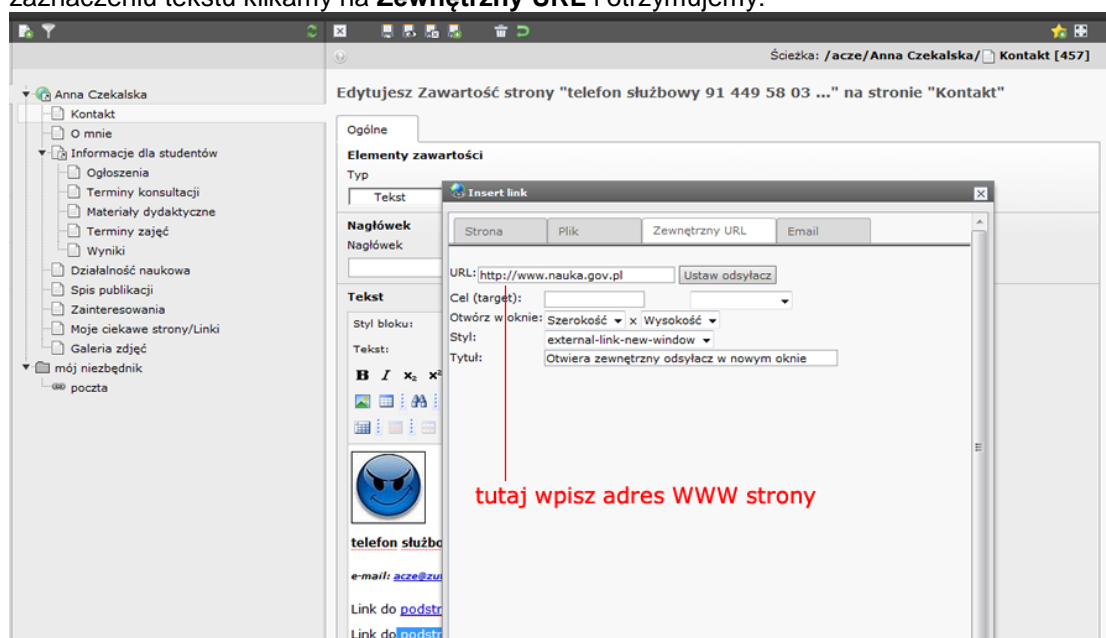 zaznaczeniu tekstu klikamy na Zewnętrzny URL i otrzymujemy:
Ścieżka: /acze/Anna Czekalska/ Kontakt [457]
Anna Czekalska
Kontakt
O mnie
Informacje dla studentów
Ogłoszenia
Terminy konsultacji
Materiały dydaktyczne
Terminy zajęć
Wyniki
Działalność naukowa
Spis publikacji
Zainteresowania
Moje ciekawe strony/Linki
Galeria zdjęć
mój niezbędnik
poczta
Edytujesz Zawartość strony "telefon służbowy 91 449 58 03 ..." na stronie "Kontakt"
Ogólne
Elementy zawartości
Typ
Tekst
Nagłówek
Nagłówek
Tekst
Styl bloku:
Tekst:
B I x₂ x²
telefon służbo
e-mail: acze@zu
Link do podstr
Link do podstr
Insert link
Strona Plik Zewnętrzny URL Email
URL: http://www.nauka.gov.pl Ustaw odsyłacz
Cel (target):
Otwórz w oknie: Szerokość x Wysokość
Styl: external-link-new-window
Tytuł: Otwiera zewnętrzny odsyłacz w nowym oknie
tutaj wpisz adres WWW strony